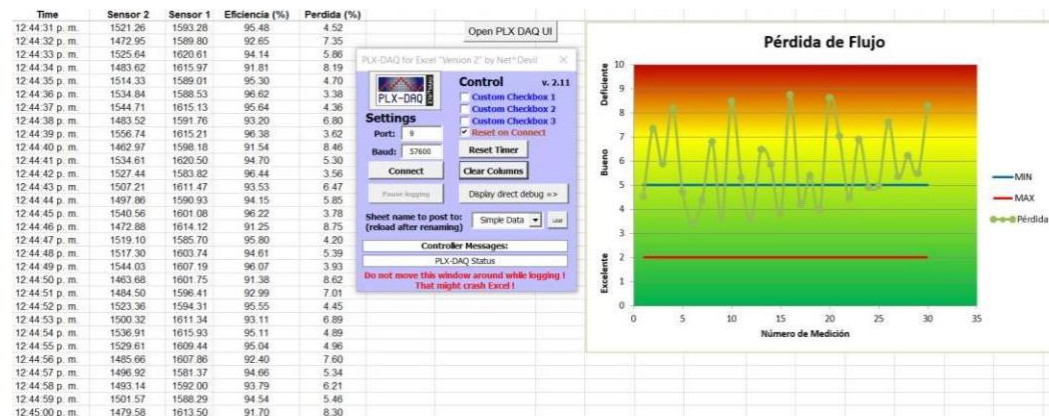 Time Sensor 2 Sensor 1 Eficiencia (%) Perdida (%)
12:44:31 p. m. 1521.26 1593.28 95.48 4.52
12:44:32 p. m. 1472.95 1589.80 92.65 7.35
12:44:33 p. m. 1525.64 1620.61 94.14 5.86
12:44:34 p. m. 1483.62 1615.97 91.81 8.19
12:44:35 p. m. 1514.33 1589.01 95.30 4.70
12:44:36 p. m. 1534.84 1588.53 96.62 3.38
12:44:37 p. m. 1544.71 1615.13 95.64 4.36
12:44:38 p. m. 1483.52 1591.76 93.20 6.80
12:44:39 p. m. 1556.74 1615.21 96.38 3.62
12:44:40 p. m. 1462.97 1598.18 91.54 8.46
12:44:41 p. m. 1534.61 1620.50 94.70 5.30
12:44:42 p. m. 1527.44 1583.82 96.44 3.56
12:44:43 p. m. 1507.21 1611.47 93.53 6.47
12:44:44 p. m. 1497.86 1590.93 94.15 5.85
12:44:45 p. m. 1540.56 1601.08 96.22 3.78
12:44:46 p. m. 1472.88 1614.12 91.25 8.75
12:44:47 p. m. 1519.10 1585.70 95.80 4.20
12:44:48 p. m. 1517.30 1603.74 94.61 5.39
12:44:49 p. m. 1544.03 1607.19 96.07 3.93
12:44:50 p. m. 1463.68 1601.75 91.38 8.62
12:44:51 p. m. 1484.50 1596.41 92.99 7.01
12:44:52 p. m. 1523.36 1594.31 95.55 4.45
12:44:53 p. m. 1500.32 1611.34 93.11 6.89
12:44:54 p. m. 1536.91 1615.93 95.11 4.89
12:44:55 p. m. 1529.61 1609.44 95.04 4.96
12:44:56 p. m. 1485.66 1607.86 92.40 7.60
12:44:57 p. m. 1496.92 1581.37 94.66 5.34
12:44:58 p. m. 1493.14 1592.00 93.79 6.21
12:44:59 p. m. 1501.57 1588.29 94.54 5.46
12:45:00 p. m. 1479.58 1613.50 91.70 8.30
Open PLX DAQ UI
PLX-DAQ for Excel "Version 2" by Net^Devil
PLX-DAQ
Control v. 2.11
Custom Checkbox 1
Custom Checkbox 2
Custom Checkbox 3
Reset on Connect
Settings
Port: 9
Baud: 57600
Reset Timer
Connect
Clear Columns
Pause logging
Display direct debug =>
Sheet name to post to:
(reload after renaming)
Simple Data
Controller Messages:
PLX-DAQ Status
Do not move this window around while logging !
That might crash Excel !
Pérdida de Flujo
Deficiente
Bueno
Excelente
10
9
8
7
6
5
4
3
2
1
0
0 5 10 15 20 25 30 35
Número de Medición
MIN
MAX
Pérdida